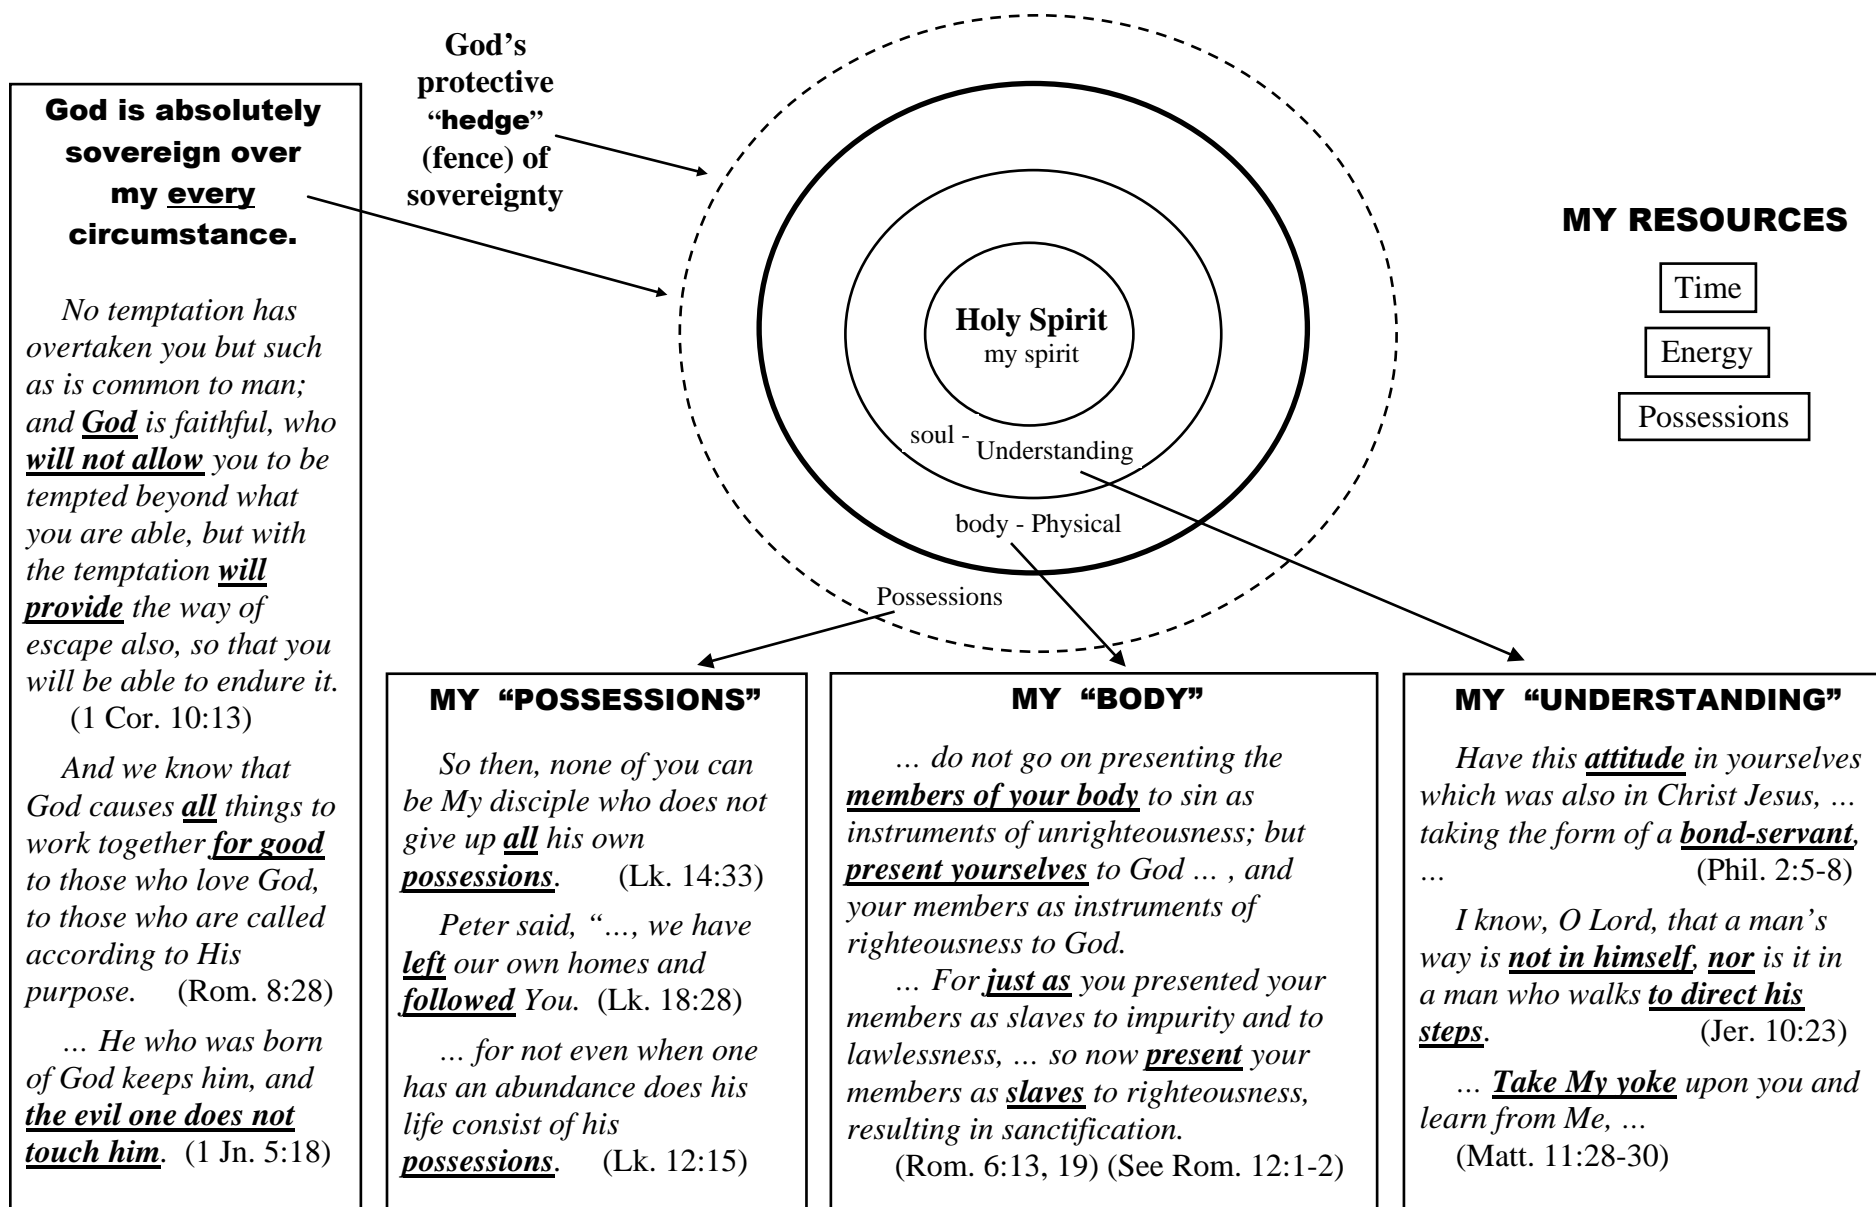 God's
protective
“hedge”
(fence) of
sovereignty
God is absolutely
sovereign over
my every
circumstance.
No temptation has
overtaken you but such
as is common to man;
and God is faithful, who
will not allow you to be
tempted beyond what
you are able, but with
the temptation will
provide the way of
escape also, so that you
will be able to endure it.
(1 Cor. 10:13)
And we know that
God causes all things to
work together for good
to those who love God,
to those who are called
according to His
purpose. (Rom. 8:28)
… He who was born
of God keeps him, and
the evil one does not
touch him. (1 Jn. 5:18)
Holy Spirit
my spirit
soul - Understanding
body - Physical
Possessions
MY RESOURCES
Time
Energy
Possessions
MY “POSSESSIONS”
So then, none of you can
be My disciple who does not
give up all his own
possessions. (Lk. 14:33)
Peter said, “…, we have
left our own homes and
followed You. (Lk. 18:28)
… for not even when one
has an abundance does his
life consist of his
possessions. (Lk. 12:15)
MY “BODY”
… do not go on presenting the
members of your body to sin as
instruments of unrighteousness; but
present yourselves to God … , and
your members as instruments of
righteousness to God.
… For just as you presented your
members as slaves to impurity and to
lawlessness, … so now present your
members as slaves to righteousness,
resulting in sanctification.
(Rom. 6:13, 19) (See Rom. 12:1-2)
MY “UNDERSTANDING”
Have this attitude in yourselves
which was also in Christ Jesus, …
taking the form of a bond-servant,
… (Phil. 2:5-8)
I know, O Lord, that a man's
way is not in himself, nor is it in
a man who walks to direct his
steps. (Jer. 10:23)
… Take My yoke upon you and
learn from Me, …
(Matt. 11:28-30)